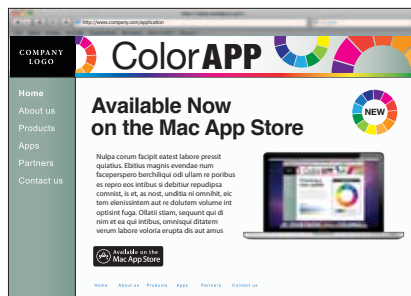 http://www.company.com/application
COMPANY
LOGO
ColorAPP
Home
About us
Products
Apps
Partners
Contact us
Available Now
on the Mac App Store
NEW
Nulpa corum facipit eatest labore pressit
quiatius. Ebitius magnis evendae num
faceperspero berchiliqui odi ullam re poribus
es repro eos intibus si debitiur repudipsa
comnist, is et, as nost, unditia ni omnihit, eic
tem elenissintem aut re dolutem volume int
optisint fuga. Ollatii stiam, sequunt qui di
nim et ea qui intibus, omnisqui ditatem
verum labore voloria erupta dis aut amus
Available on the
Mac App Store
Home About us Products Apps Partners Contact us